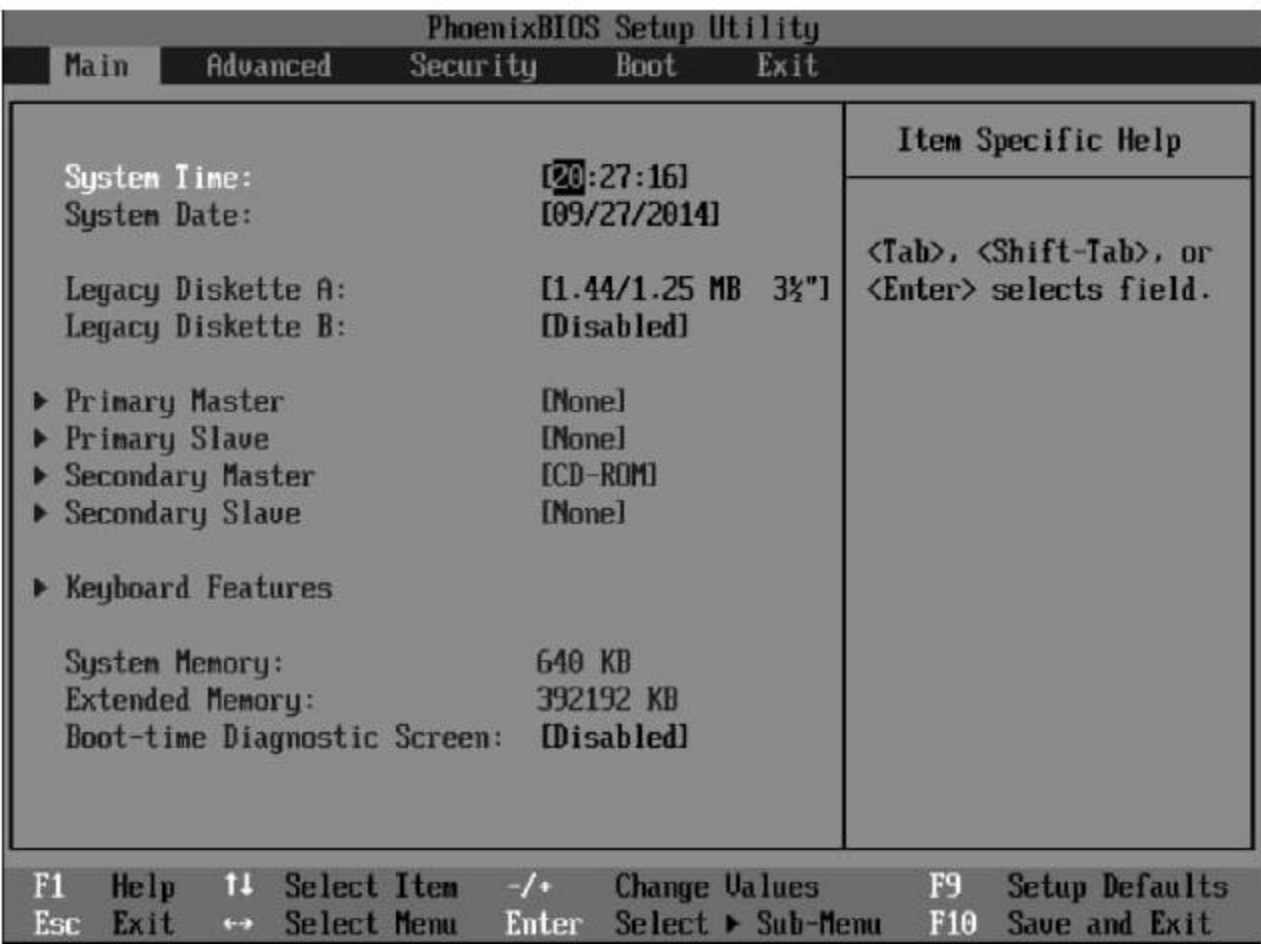 PhoenixBIOS Setup Utility
Main Advanced Security Boot Exit
Item Specific Help
System Time: [20:27:16]
System Date: [09/27/2014]
<Tab>, <Shift-Tab>, or
<Enter> selects field.
Legacy Diskette A: [1.44/1.25 MB 3½"]
Legacy Diskette B: [Disabled]
▶ Primary Master [None]
▶ Primary Slave [None]
▶ Secondary Master [CD-ROM]
▶ Secondary Slave [None]
▶ Keyboard Features
System Memory: 640 KB
Extended Memory: 392192 KB
Boot-time Diagnostic Screen: [Disabled]
F1 Help ↑↓ Select Item -/+ Change Values F9 Setup Defaults
Esc Exit ↔ Select Menu Enter Select ▶ Sub-Menu F10 Save and Exit